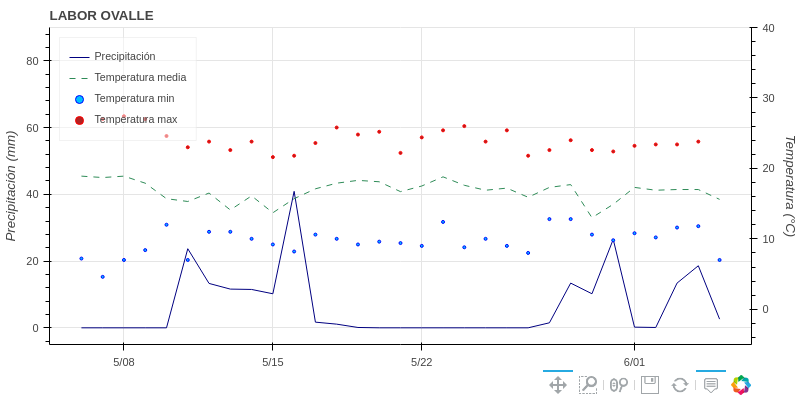 LABOR OVALLE
Precipitación
Temperatura media
Temperatura min
Temperatura max
Precipitación (mm)
80
60
40
20
0
Temperatura (°C)
40
30
20
10
0
5/08
5/15
5/22
6/01